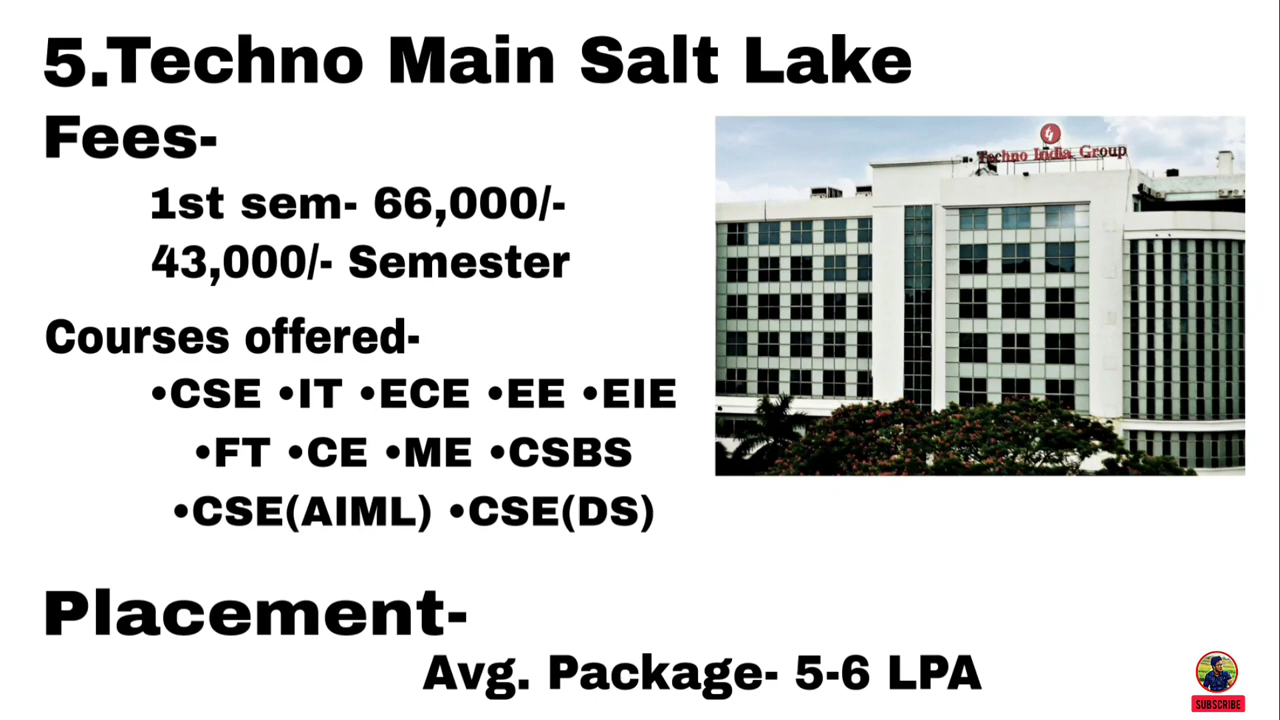 5.Techno Main Salt Lake
Fees-
1st sem- 66,000/-
43,000/- Semester
Courses offered-
•CSE •IT •ECE •EE •EIE
•FT •CE •ME •CSBS
•CSE(AIML) •CSE(DS)
Techno India Group
Placement-
Avg. Package- 5-6 LPA
SUBSCRIBE